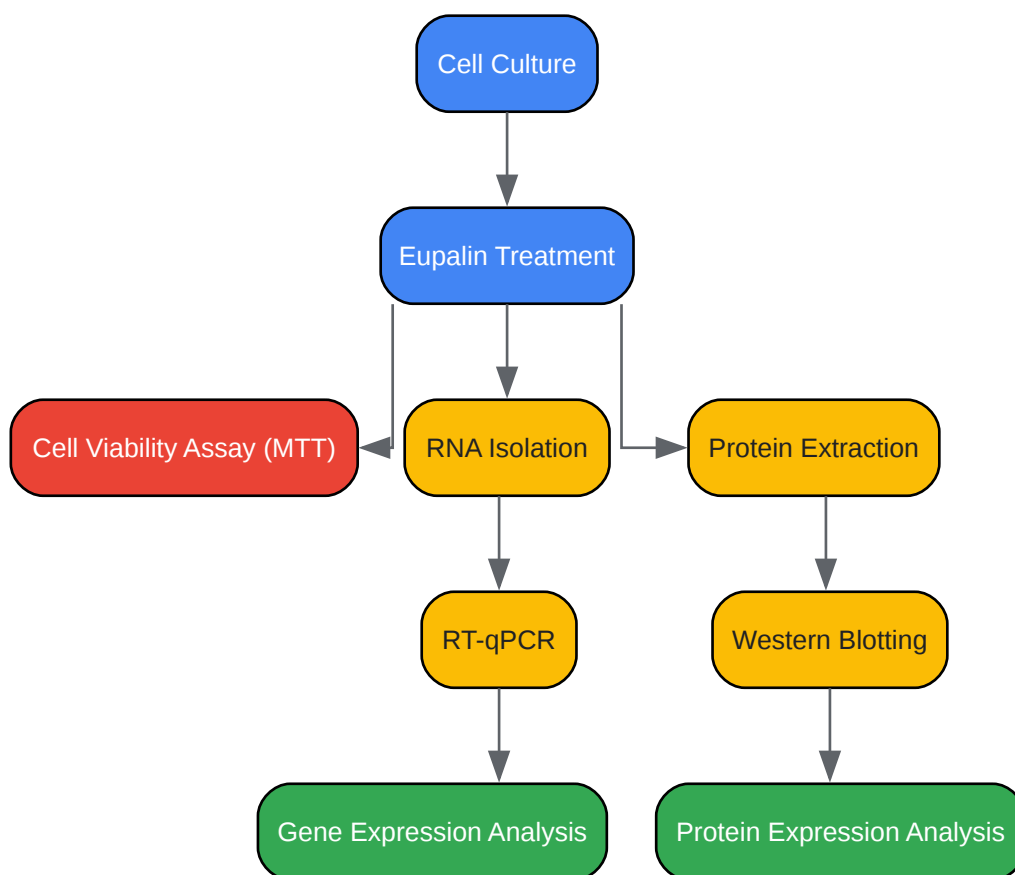 Cell Culture
Eupalin Treatment
Cell Viability Assay (MTT)
RNA Isolation
Protein Extraction
RT-qPCR
Western Blotting
Gene Expression Analysis
Protein Expression Analysis